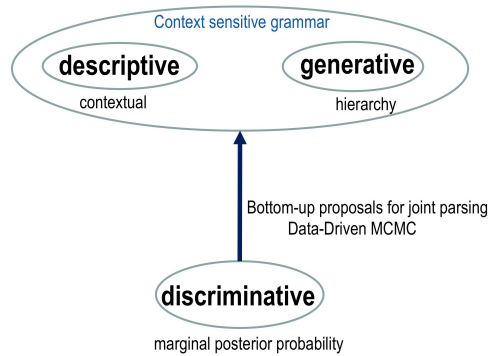 Context sensitive grammar
descriptive
generative
contextual
hierarchy
Bottom-up proposals for joint parsing
Data-Driven MCMC
discriminative
marginal posterior probability